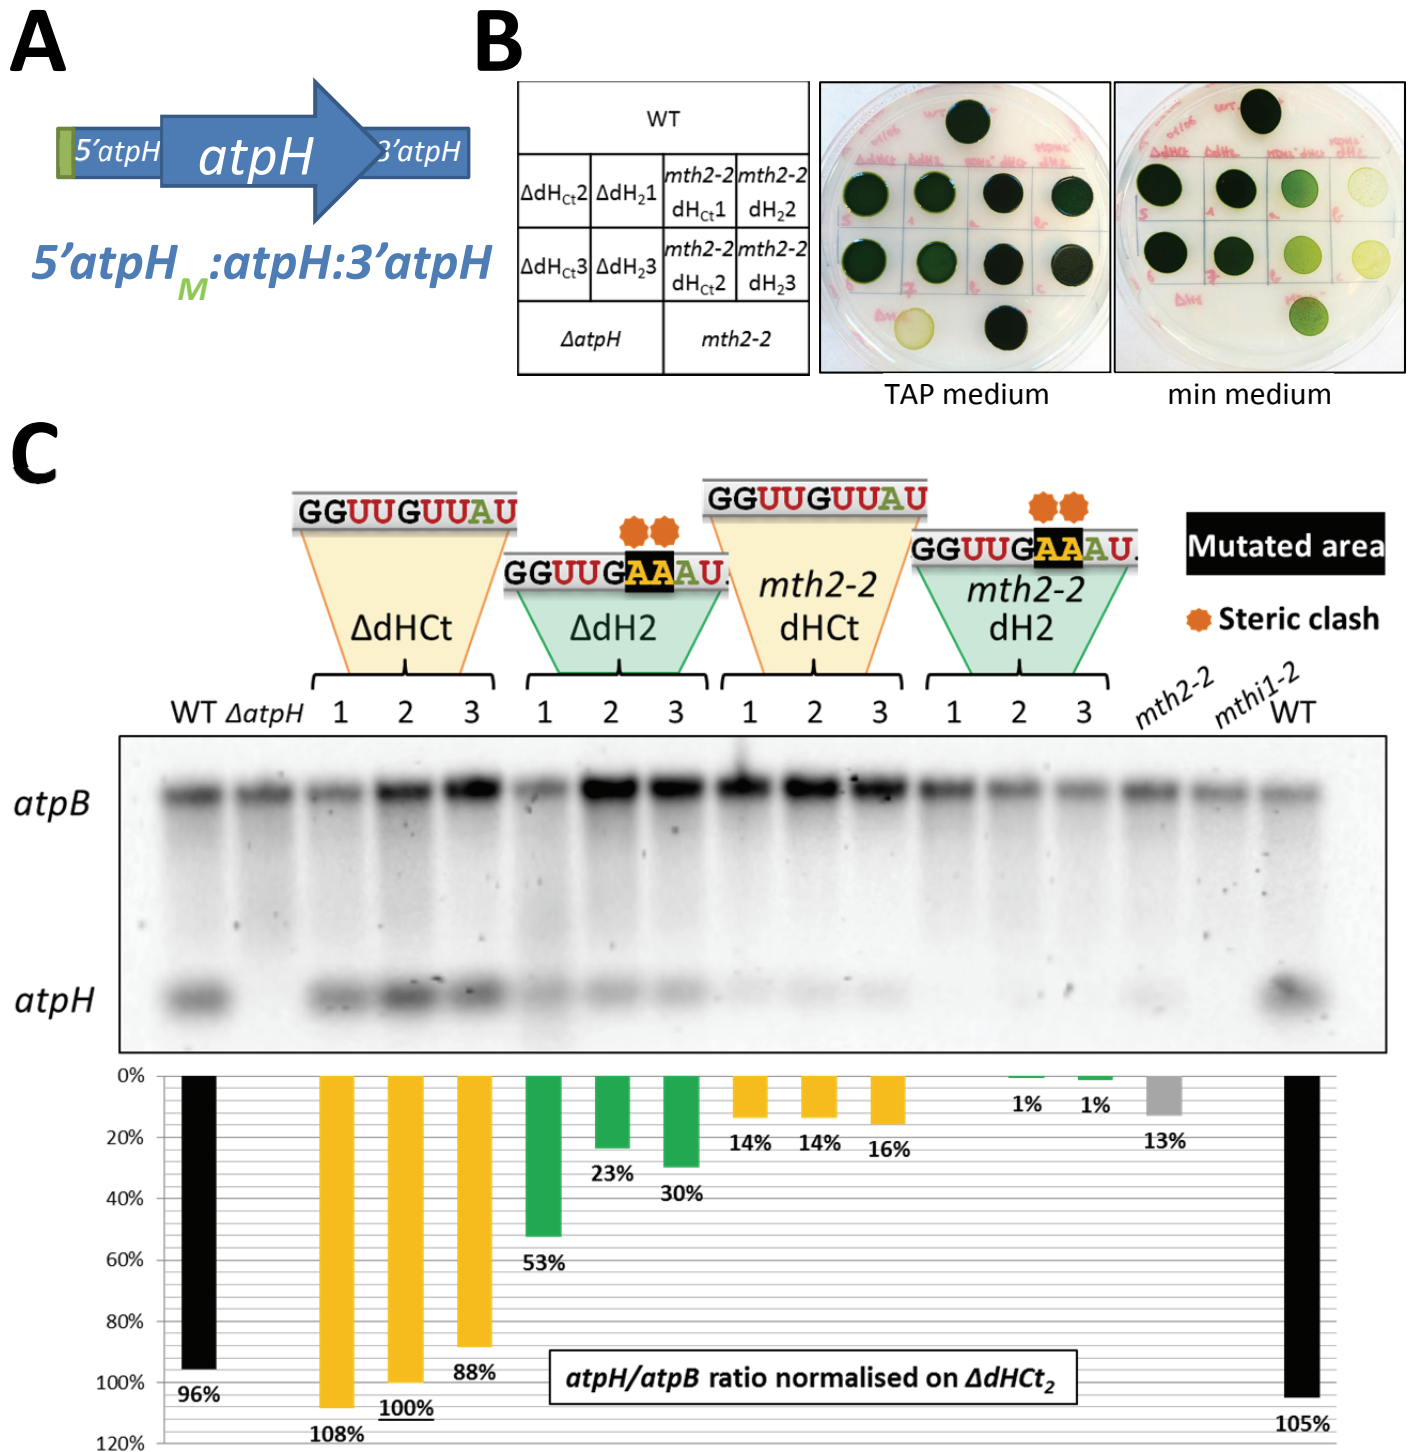 A
5'atpH
atpH
3'atpH
5'atpHM:atpH:3'atpH
B
WT
ΔdHCt2
ΔdH21
mth2-2
dHCt1
mth2-2
dH22
ΔdHCt3
ΔdH23
mth2-2
dHCt2
mth2-2
dH23
ΔatpH
mth2-2
TAP medium
min medium
C
GGUUGUUAU
GGUUGAAAU
GGUUGUUAU
GGUUGAAAU
ΔdHCt
ΔdH2
mth2-2
dHCt
mth2-2
dH2
Mutated area
Steric clash
WT ΔatpH 1 2 3 1 2 3 1 2 3 1 2 3 mth2-2 mthi1-2 WT
atpB
atpH
0%
20%
40%
60%
80%
100%
120%
96%
108%
100%
88%
53%
23%
30%
14%
14%
16%
1%
1%
13%
105%
atpH/atpB ratio normalised on ΔdHCt2